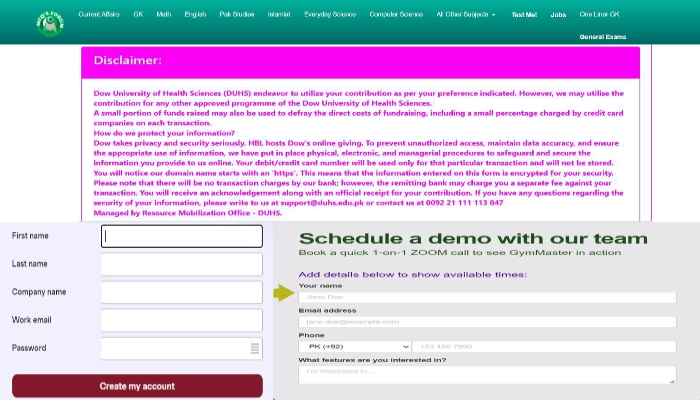 Current Affairs GK Math English Pak Studies Islamiat Everyday Science Computer Science All Other Subjects Test Me! Jobs One Liner GK
General Exams
MCQ'S FORUM
Disclaimer:
Dow University of Health Sciences (DUHS) endeavor to utilize your contribution as per your preference indicated. However, we may utilise the
contribution for any other approved programme of the Dow University of Health Sciences.
A small portion of funds raised may also be used to defray the direct costs of fundraising, including a small percentage charged by credit card
companies on each transaction.
How do we protect your information?
Dow takes privacy and security seriously. HBL hosts Dow's online giving. To prevent unauthorized access, maintain data accuracy, and ensure
the appropriate use of information, we have put in place physical, electronic, and managerial procedures to safeguard and secure the
information you provide to us online. Your debit/credit card number will be used only for that particular transaction and will not be stored.
You will notice our domain name starts with an 'https'. This means that the information entered on this form is encrypted for your security.
Please note that there will be no transaction charges by our bank; however, the remitting bank may charge you a separate fee against your
transaction. You will receive an acknowledgement along with an official receipt for your contribution. If you have any questions regarding the
security of your information, please write to us at support@duhs.edu.pk or contact us at 0092 21 111 113 847
Managed by Resource Mobilization Office - DUHS.
First name
Last name
Company name
Work email
Password
Create my account
Schedule a demo with our team
Book a quick 1-on-1 ZOOM call to see GymMaster in action
Add details below to show available times:
Your name
Jane Doe
Email address
jane.doe@example.com
Phone
PK (+92) 123 456 7890
What features are you interested in?
I'm interested in...